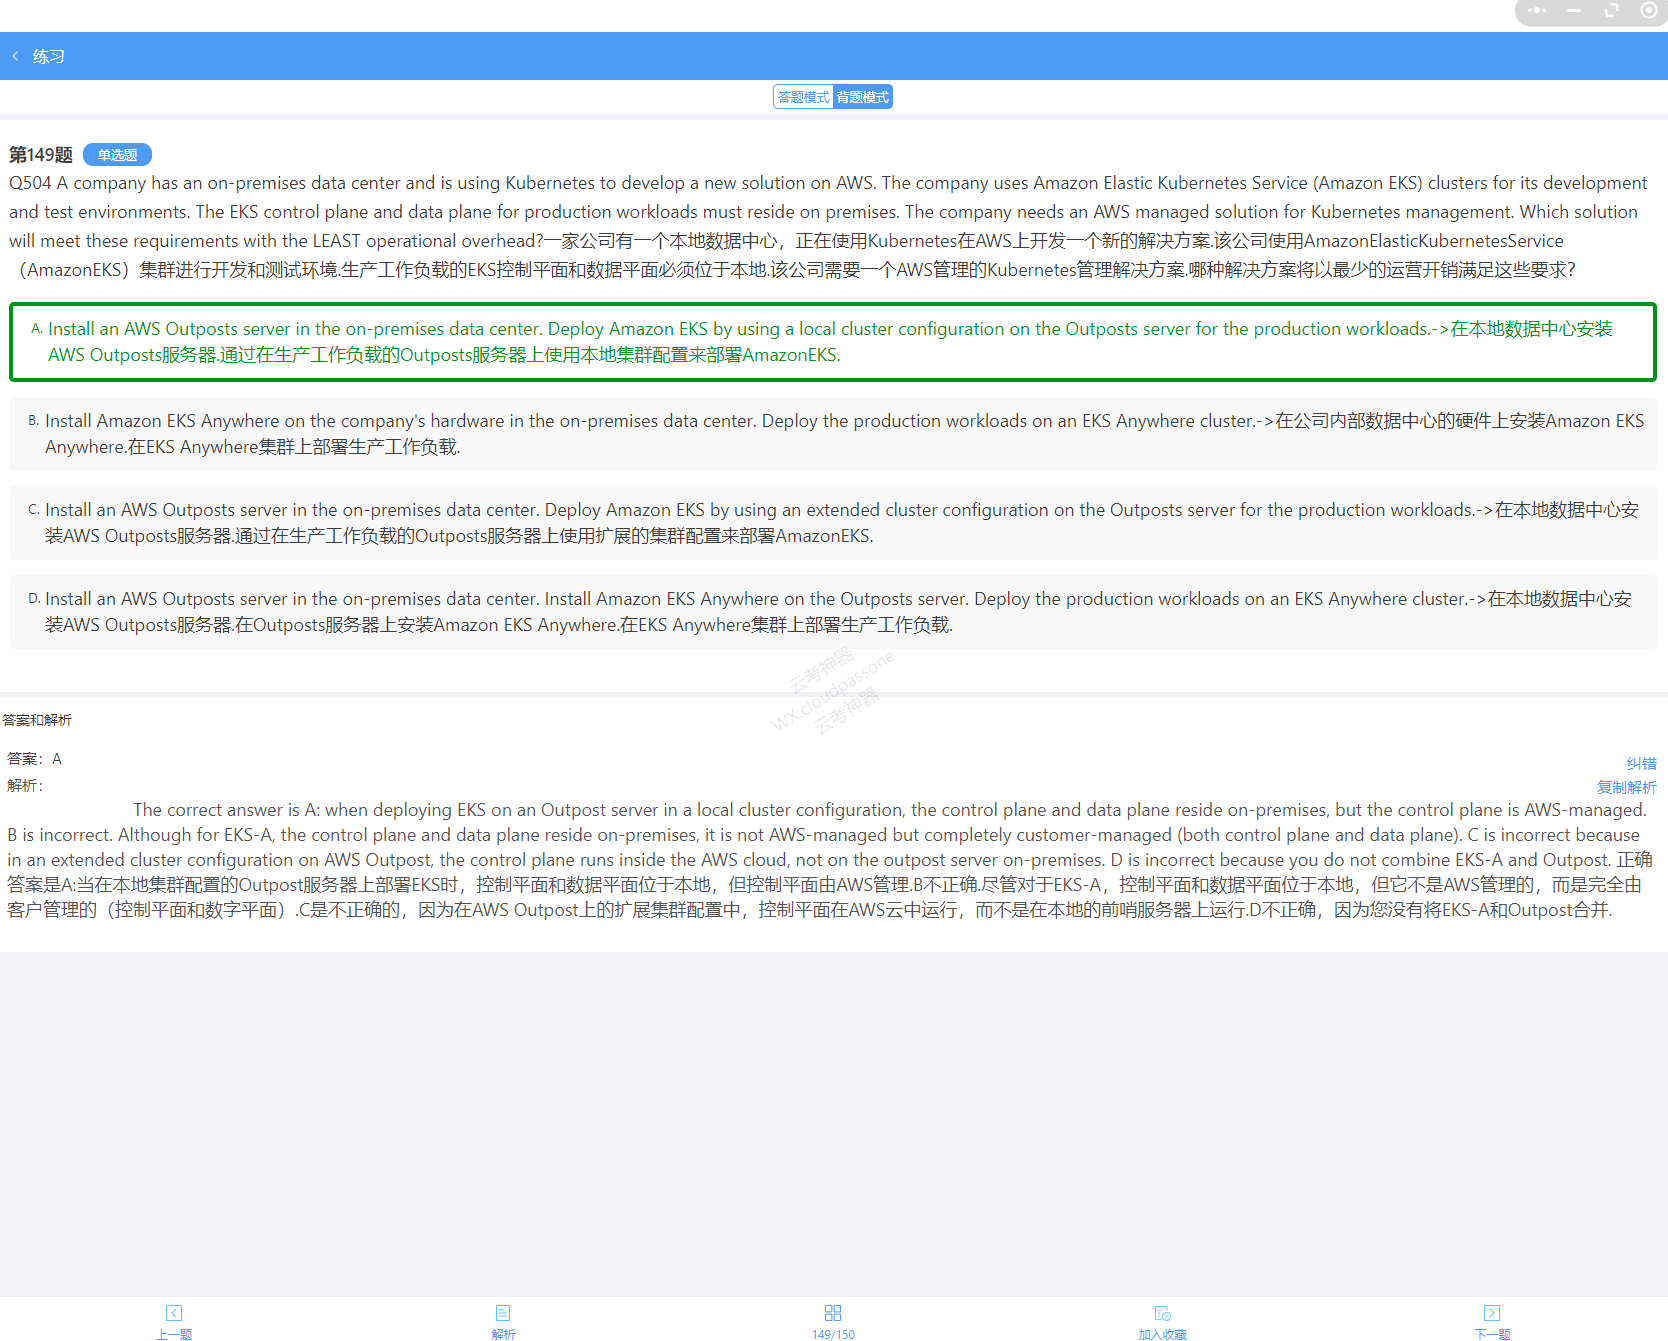 练习
答题模式 背题模式
第149题 单选题
Q504 A company has an on-premises data center and is using Kubernetes to develop a new solution on AWS. The company uses Amazon Elastic Kubernetes Service (Amazon EKS) clusters for its development
and test environments. The EKS control plane and data plane for production workloads must reside on premises. The company needs an AWS managed solution for Kubernetes management. Which solution
will meet these requirements with the LEAST operational overhead?一家公司有一个本地数据中心，正在使用Kubernetes在AWS上开发一个新的解决方案.该公司使用AmazonElasticKubernetesService
（AmazonEKS）集群进行开发和测试环境.生产工作负载的EKS控制平面和数据平面必须位于本地.该公司需要一个AWS管理的Kubernetes管理解决方案.哪种解决方案将以最少的运营开销满足这些要求?
A. Install an AWS Outposts server in the on-premises data center. Deploy Amazon EKS by using a local cluster configuration on the Outposts server for the production workloads.->在本地数据中心安装
AWS Outposts服务器.通过在生产工作负载的Outposts服务器上使用本地集群配置来部署AmazonEKS.
B. Install Amazon EKS Anywhere on the company's hardware in the on-premises data center. Deploy the production workloads on an EKS Anywhere cluster.->在公司内部数据中心的硬件上安装Amazon EKS
Anywhere.在EKS Anywhere集群上部署生产工作负载.
C. Install an AWS Outposts server in the on-premises data center. Deploy Amazon EKS by using an extended cluster configuration on the Outposts server for the production workloads.->在本地数据中心安
装AWS Outposts服务器.通过在生产工作负载的Outposts服务器上使用扩展的集群配置来部署AmazonEKS.
D. Install an AWS Outposts server in the on-premises data center. Install Amazon EKS Anywhere on the Outposts server. Deploy the production workloads on an EKS Anywhere cluster.->在本地数据中心安
装AWS Outposts服务器.在Outposts服务器上安装Amazon EKS Anywhere.在EKS Anywhere集群上部署生产工作负载.
云考神器
WX:cloudpassone
云考神器
答案和解析
答案：A
纠错
解析：
复制解析
The correct answer is A: when deploying EKS on an Outpost server in a local cluster configuration, the control plane and data plane reside on-premises, but the control plane is AWS-managed.
B is incorrect. Although for EKS-A, the control plane and data plane reside on-premises, it is not AWS-managed but completely customer-managed (both control plane and data plane). C is incorrect because
in an extended cluster configuration on AWS Outpost, the control plane runs inside the AWS cloud, not on the outpost server on-premises. D is incorrect because you do not combine EKS-A and Outpost. 正确
答案是A:当在本地集群配置的Outpost服务器上部署EKS时，控制平面和数据平面位于本地，但控制平面由AWS管理.B不正确.尽管对于EKS-A，控制平面和数据平面位于本地，但它不是AWS管理的，而是完全由
客户管理的（控制平面和数字平面）.C是不正确的，因为在AWS Outpost上的扩展集群配置中，控制平面在AWS云中运行，而不是在本地的前哨服务器上运行.D不正确，因为您没有将EKS-A和Outpost合并.
上一题 解析 149/150 加入收藏 下一题